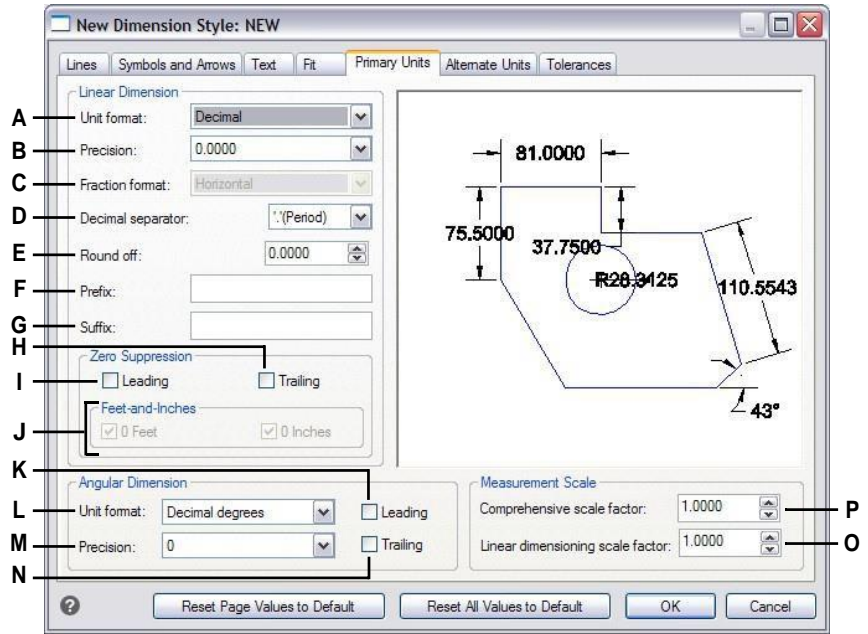 New Dimension Style: NEW
Lines Symbols and Arrows Text Fit Primary Units Alternate Units Tolerances
Linear Dimension
A Unit format: Decimal
B Precision: 0.0000
C Fraction format: Horizontal
D Decimal separator: '.'(Period)
E Round off: 0.0000
F Prefix:
G Suffix:
H
Zero Suppression
I Leading Trailing
Feet-and-Inches
J 0 Feet 0 Inches
81.0000
75.5000
37.7500
R28.3125
110.5543
43°
K
Angular Dimension
L Unit format: Decimal degrees Leading
M Precision: 0 Trailing
N
Measurement Scale
Comprehensive scale factor: 1.0000 P
Linear dimensioning scale factor: 1.0000 O
? Reset Page Values to Default Reset All Values to Default OK Cancel